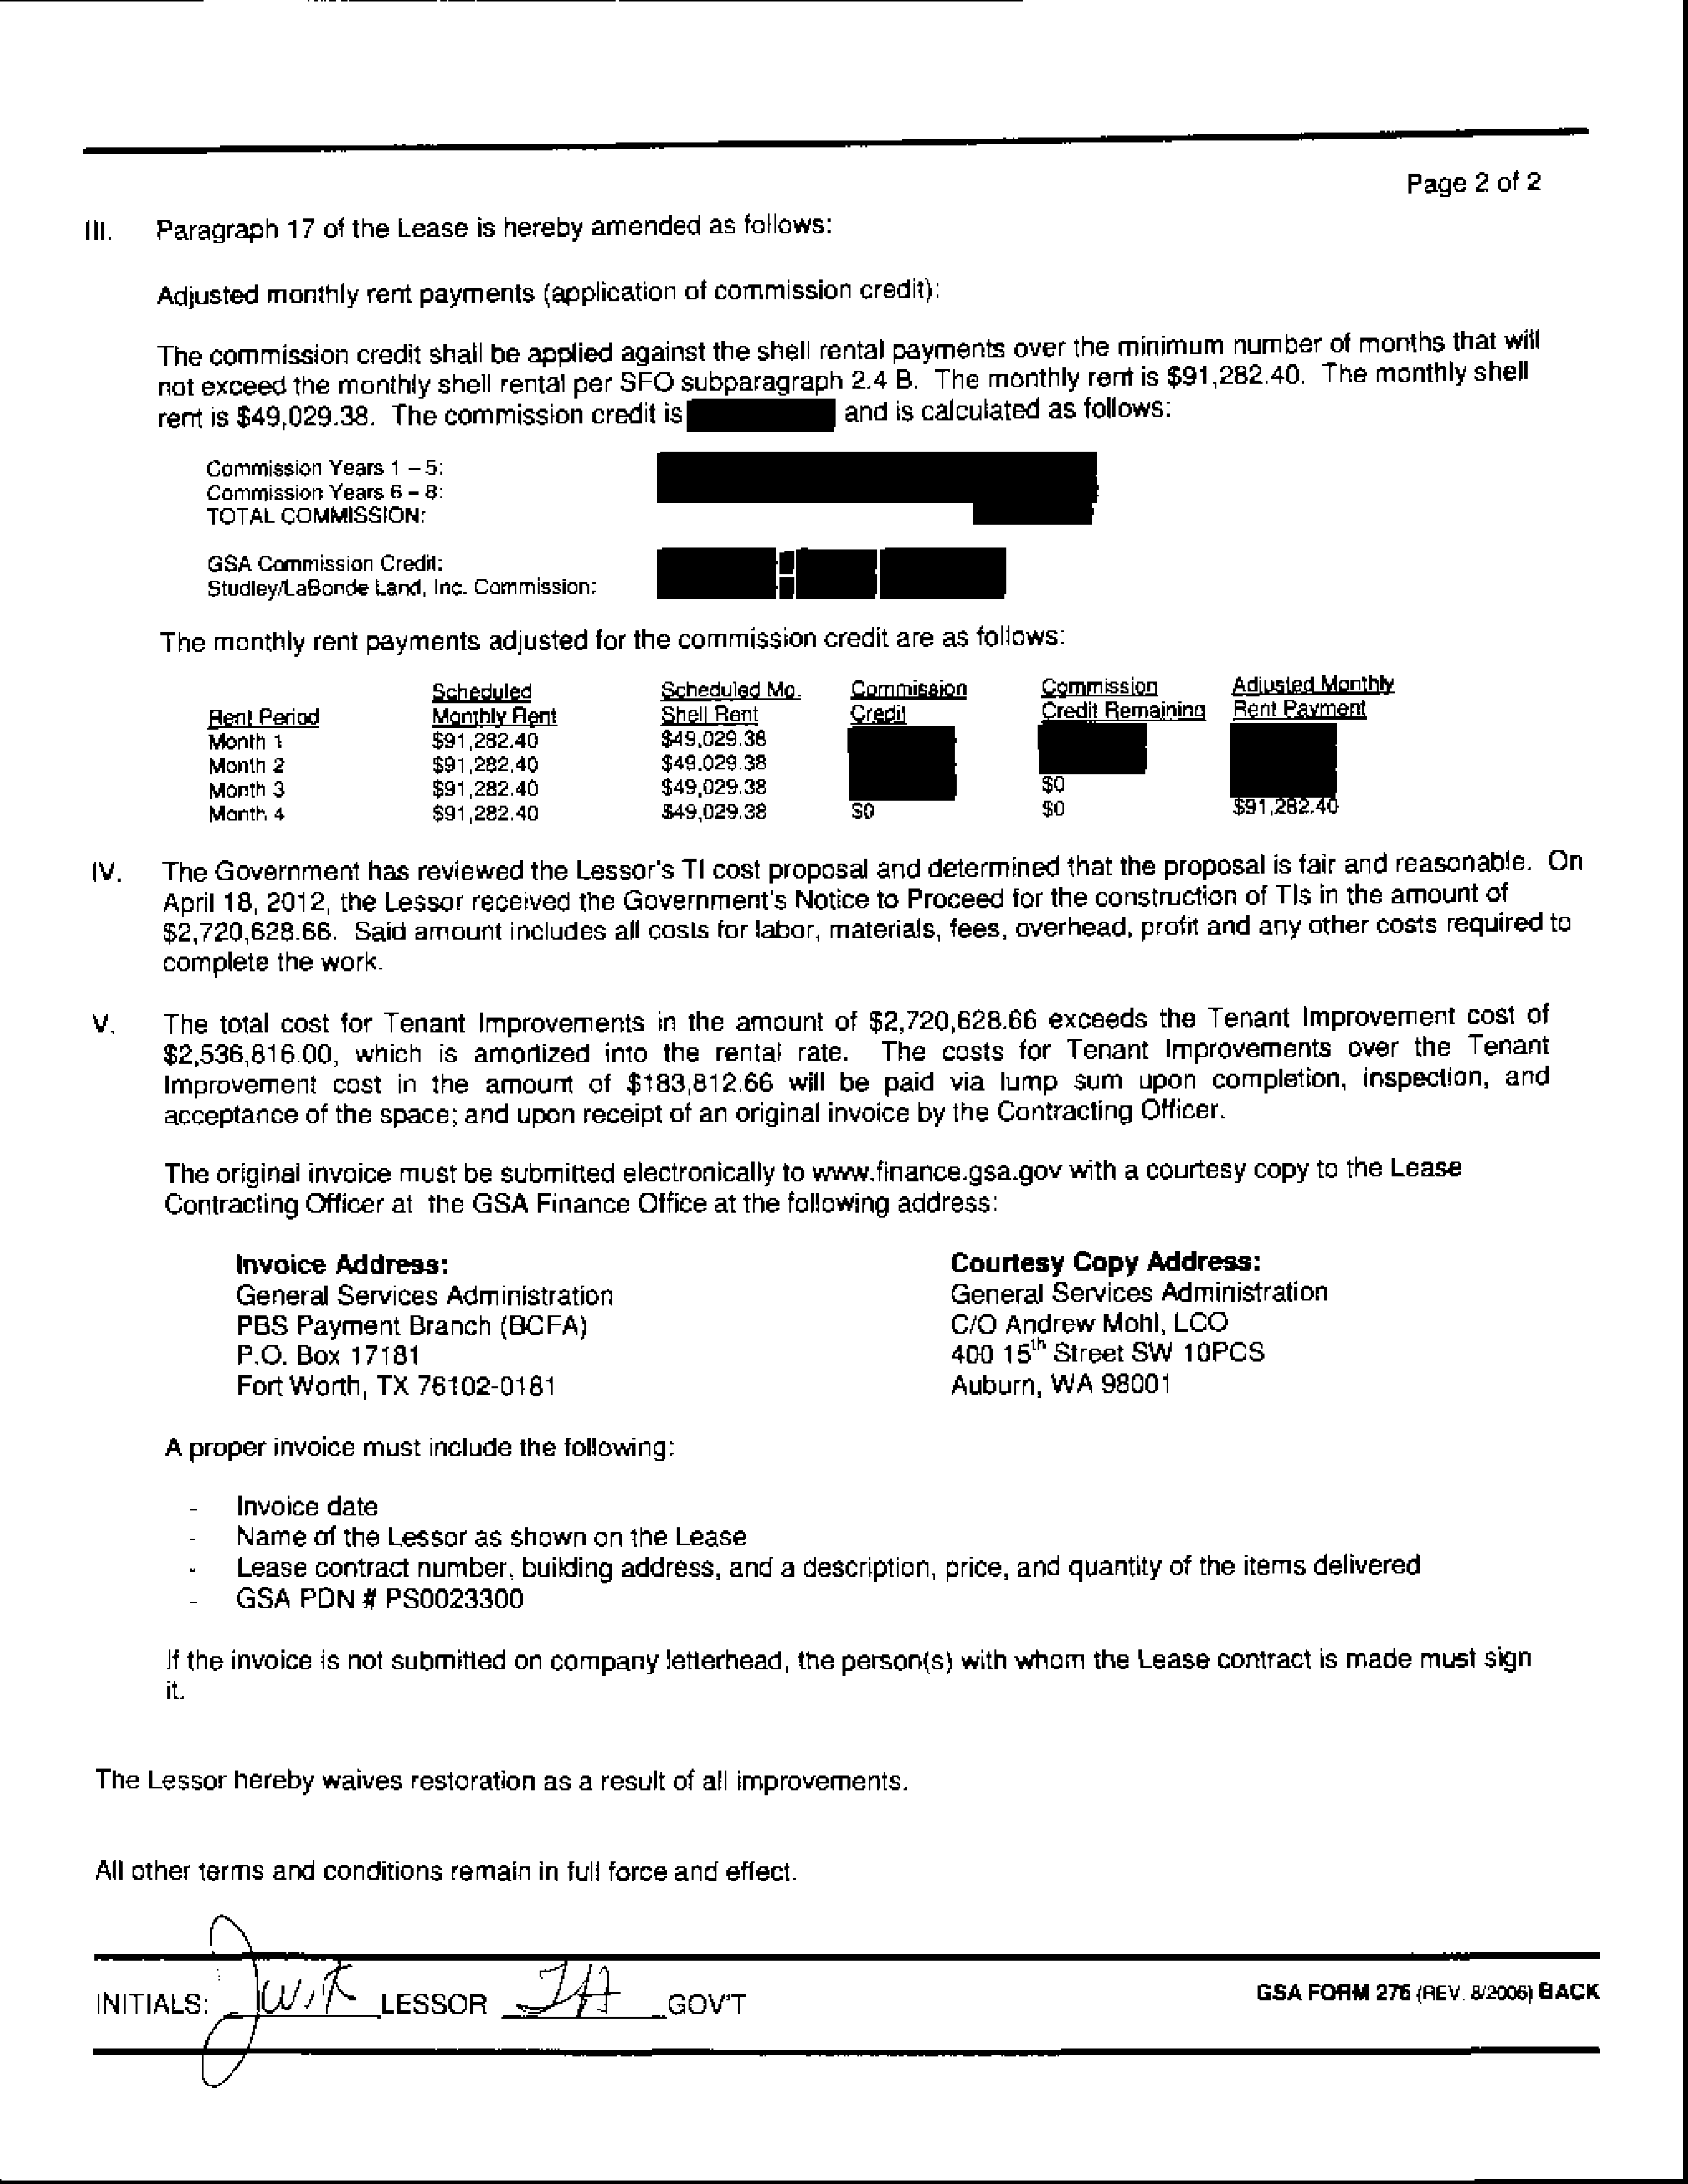 Page 2 of 2
III. Paragraph 17 of the Lease is hereby amended as follows:
Adjusted monthly rent payments (application of commission credit):
The commission credit shall be applied against the shell rental payments over the minimum number of months that will
not exceed the monthly shell rental per SFO subparagraph 2.4 B. The monthly rent is $91,282.40. The monthly shell
rent is $49,029.38. The commission credit is and is calculated as follows:
Commission Years 1 – 5:
Commission Years 6 – 8:
TOTAL COMMISSION:
GSA Commission Credit:
Studley/LaBonde Land, Inc. Commission:
The monthly rent payments adjusted for the commission credit are as follows:
Scheduled Scheduled Mo. Commission Commission Adjusted Monthly
Rent Period Monthly Rent Shell Rent Credit Credit Remaining Rent Payment
Month 1 $91,282.40 $49,029.38
Month 2 $91,282.40 $49,029.38
Month 3 $91,282.40 $49,029.38 $0
Month 4 $91,282.40 $49,029.38 $0 $0 $91,282.40
IV. The Government has reviewed the Lessor's TI cost proposal and determined that the proposal is fair and reasonable. On
April 18, 2012, the Lessor received the Government's Notice to Proceed for the construction of TIs in the amount of
$2,720,628.66. Said amount includes all costs for labor, materials, fees, overhead, profit and any other costs required to
complete the work.
V. The total cost for Tenant Improvements in the amount of $2,720,628.66 exceeds the Tenant Improvement cost of
$2,536,816.00, which is amortized into the rental rate. The costs for Tenant Improvements over the Tenant
Improvement cost in the amount of $183,812.66 will be paid via lump sum upon completion, inspection, and
acceptance of the space; and upon receipt of an original invoice by the Contracting Officer.
The original invoice must be submitted electronically to www.finance.gsa.gov with a courtesy copy to the Lease
Contracting Officer at the GSA Finance Office at the following address:
Invoice Address: Courtesy Copy Address:
General Services Administration General Services Administration
PBS Payment Branch (BCFA) C/O Andrew Mohl, LCO
P.O. Box 17181 400 15th Street SW 10PCS
Fort Worth, TX 76102-0181 Auburn, WA 98001
A proper invoice must include the following:
- Invoice date
- Name of the Lessor as shown on the Lease
- Lease contract number, building address, and a description, price, and quantity of the items delivered
- GSA PDN # PS0023300
If the invoice is not submitted on company letterhead, the person(s) with whom the Lease contract is made must sign
it.
The Lessor hereby waives restoration as a result of all improvements.
All other terms and conditions remain in full force and effect.
INITIALS: LESSOR GOV'T GSA FORM 276 (REV. 8/2006) BACK